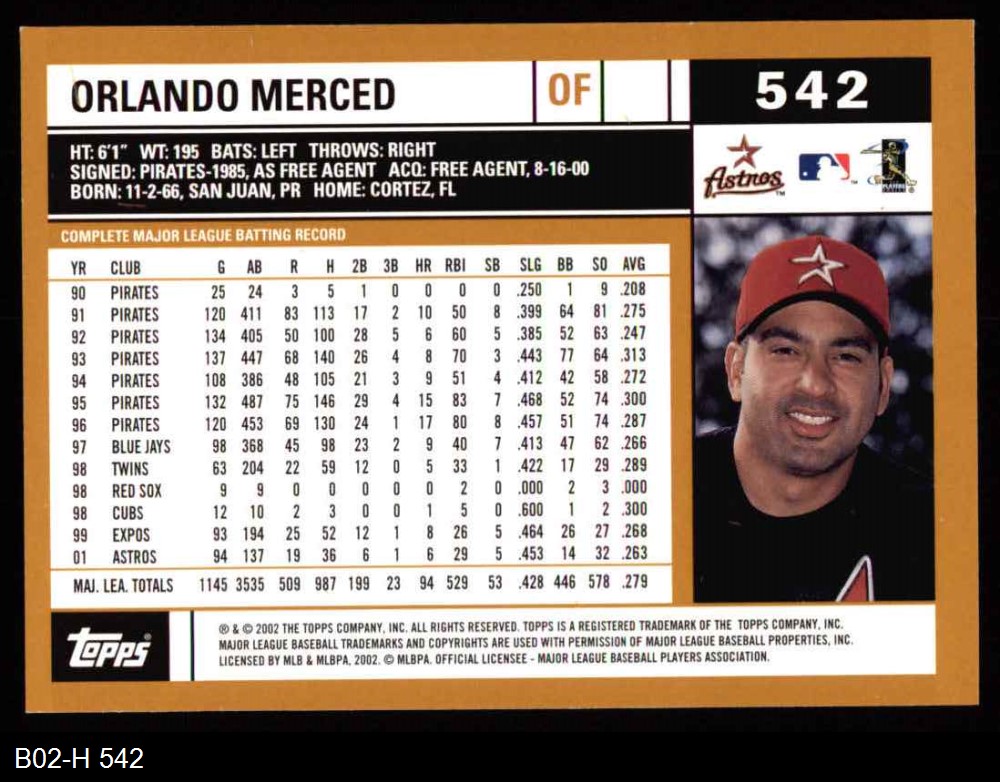 ORLANDO MERCED OF 542
HT: 6'1" WT: 195 BATS: LEFT THROWS: RIGHT
SIGNED: PIRATES-1985, AS FREE AGENT ACQ: FREE AGENT, 8-16-00
BORN: 11-2-66, SAN JUAN, PR HOME: CORTEZ, FL
Astros
COMPLETE MAJOR LEAGUE BATTING RECORD
YR CLUB G AB R H 2B 3B HR RBI SB SLG BB SO AVG
90 PIRATES 25 24 3 5 1 0 0 0 0 .250 1 9 .208
91 PIRATES 120 411 83 113 17 2 10 50 8 .399 64 81 .275
92 PIRATES 134 405 50 100 28 5 6 60 5 .385 52 63 .247
93 PIRATES 137 447 68 140 26 4 8 70 3 .443 77 64 .313
94 PIRATES 108 386 48 105 21 3 9 51 4 .412 42 58 .272
95 PIRATES 132 487 75 146 29 4 15 83 7 .468 52 74 .300
96 PIRATES 120 453 69 130 24 1 17 80 8 .457 51 74 .287
97 BLUE JAYS 98 368 45 98 23 2 9 40 7 .413 47 62 .266
98 TWINS 63 204 22 59 12 0 5 33 1 .422 17 29 .289
98 RED SOX 9 9 0 0 0 0 0 2 0 .000 2 3 .000
98 CUBS 12 10 2 3 0 0 1 5 0 .600 1 2 .300
99 EXPOS 93 194 25 52 12 1 8 26 5 .464 26 27 .268
01 ASTROS 94 137 19 36 6 1 6 29 5 .453 14 32 .263
MAJ. LEA. TOTALS 1145 3535 509 987 199 23 94 529 53 .428 446 578 .279
topps®
® & © 2002 THE TOPPS COMPANY, INC. ALL RIGHTS RESERVED. TOPPS IS A REGISTERED TRADEMARK OF THE TOPPS COMPANY, INC.
MAJOR LEAGUE BASEBALL TRADEMARKS AND COPYRIGHTS ARE USED WITH PERMISSION OF MAJOR LEAGUE BASEBALL PROPERTIES, INC.
LICENSED BY MLB & MLBPA, 2002. © MLBPA. OFFICIAL LICENSEE - MAJOR LEAGUE BASEBALL PLAYERS ASSOCIATION.
B02-H 542